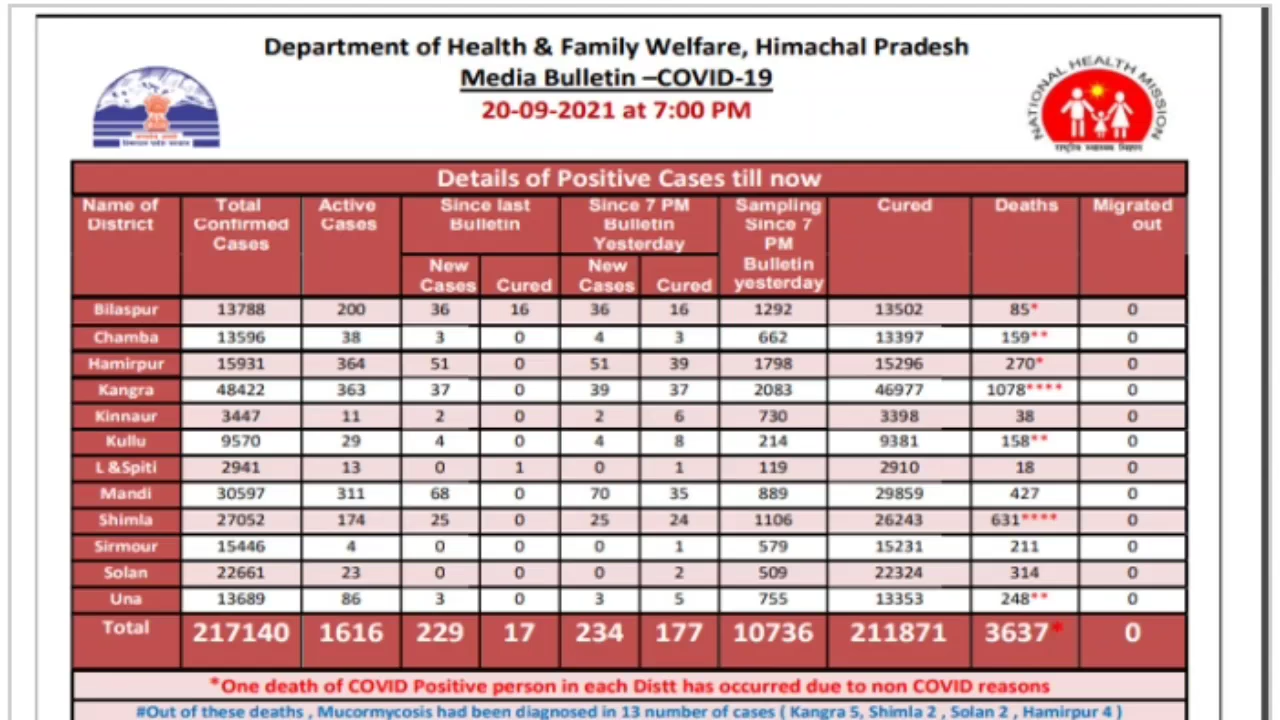 Department of Health & Family Welfare, Himachal Pradesh
Media Bulletin –COVID-19
20-09-2021 at 7:00 PM
NATIONAL HEALTH MISSION
राष्ट्रीय स्वास्थ्य मिशन
Details of Positive Cases till now
Name of District Total Confirmed Cases Active Cases Since last Bulletin Since 7 PM Bulletin Yesterday Sampling Since 7 PM Bulletin yesterday Cured Deaths Migrated out
New Cases Cured New Cases Cured
Bilaspur 13788 200 36 16 36 16 1292 13502 85* 0
Chamba 13596 38 3 0 4 3 662 13397 159** 0
Hamirpur 15931 364 51 0 51 39 1798 15296 270* 0
Kangra 48422 363 37 0 39 37 2083 46977 1078**** 0
Kinnaur 3447 11 2 0 2 6 730 3398 38 0
Kullu 9570 29 4 0 4 8 214 9381 158** 0
L &Spiti 2941 13 0 1 0 1 119 2910 18 0
Mandi 30597 311 68 0 70 35 889 29859 427 0
Shimla 27052 174 25 0 25 24 1106 26243 631**** 0
Sirmour 15446 4 0 0 0 1 579 15231 211 0
Solan 22661 23 0 0 0 2 509 22324 314 0
Una 13689 86 3 0 3 5 755 13353 248** 0
Total 217140 1616 229 17 234 177 10736 211871 3637* 0
*One death of COVID Positive person in each Distt has occurred due to non COVID reasons
#Out of these deaths , Mucormycosis had been diagnosed in 13 number of cases ( Kangra 5, Shimla 2 , Solan 2 , Hamirpur 4 )